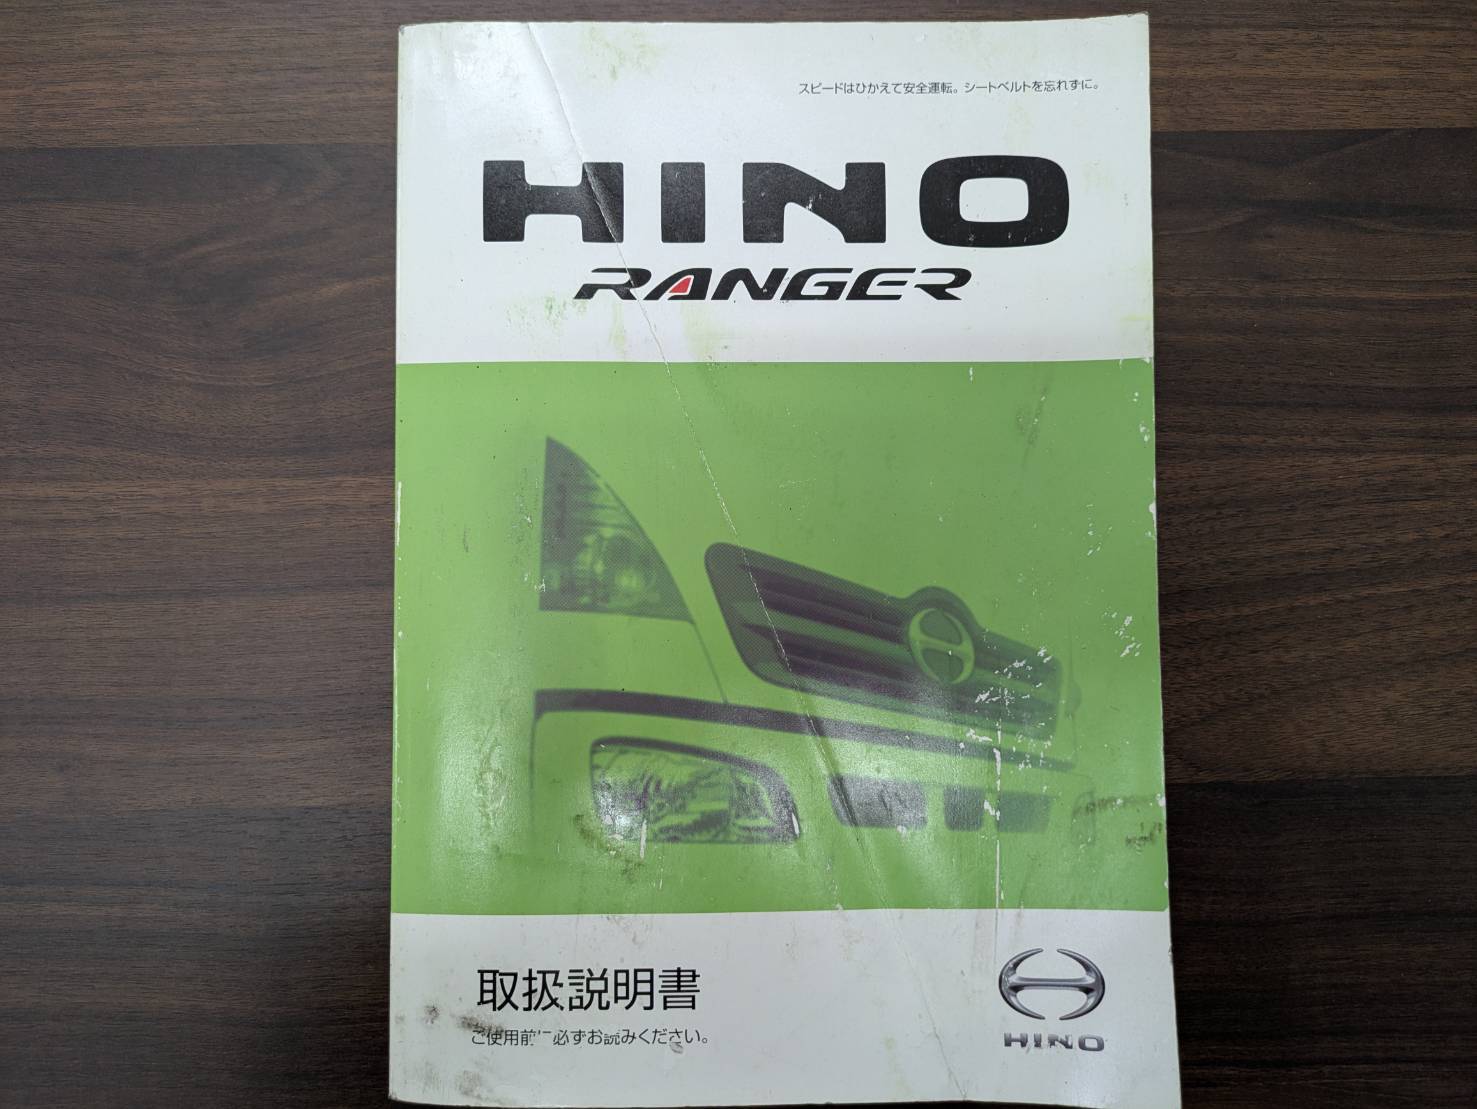 スピードはひかえて安全運転。シートベルトを忘れずに。
HINO
RANGER
取扱説明書
ご使用前に必ずお読みください。
HINO